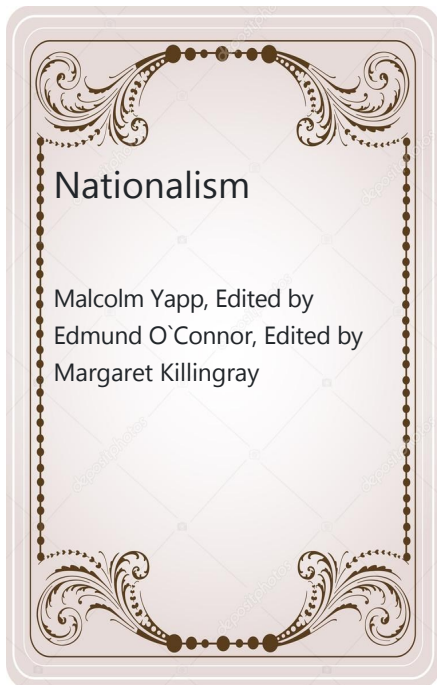 Nationalism
Malcolm Yapp, Edited by
Edmund O`Connor, Edited by
Margaret Killingray